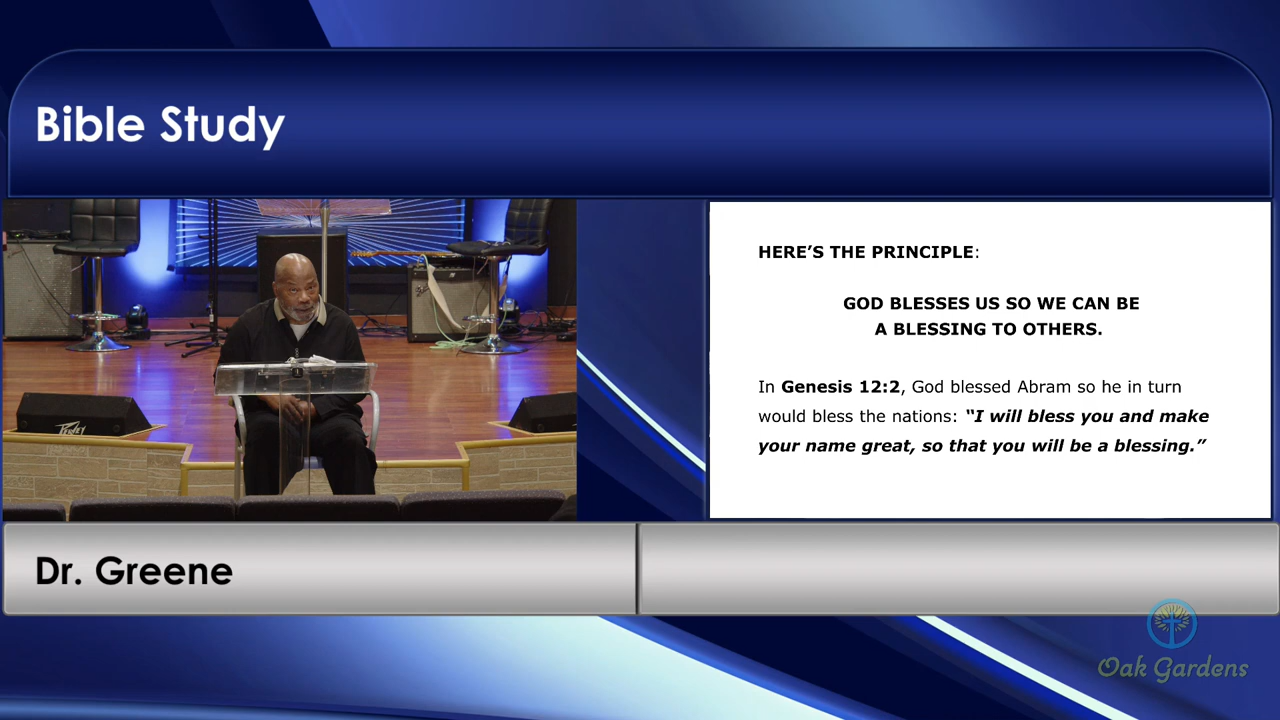 Bible Study
PEAVEY
HERE’S THE PRINCIPLE:
GOD BLESSES US SO WE CAN BE
A BLESSING TO OTHERS.
In Genesis 12:2, God blessed Abram so he in turn
would bless the nations: “I will bless you and make
your name great, so that you will be a blessing.”
Dr. Greene
Oak Gardens